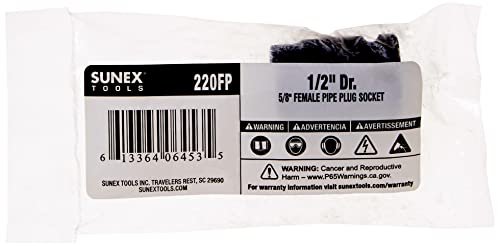 SUNEX
TOOLS
220FP
6 13364 06453 5
SUNEX TOOLS INC. TRAVELERS REST, SC 29690
SUNEXTOOLS.COM
1/2" Dr.
5/8" FEMALE PIPE PLUG SOCKET
WARNING ADVERTENCIA AVERTISSEMENT
WARNING: Cancer and Reproductive
Harm – www.P65Warnings.ca.gov.
For warranty information visit sunextools.com/warranty